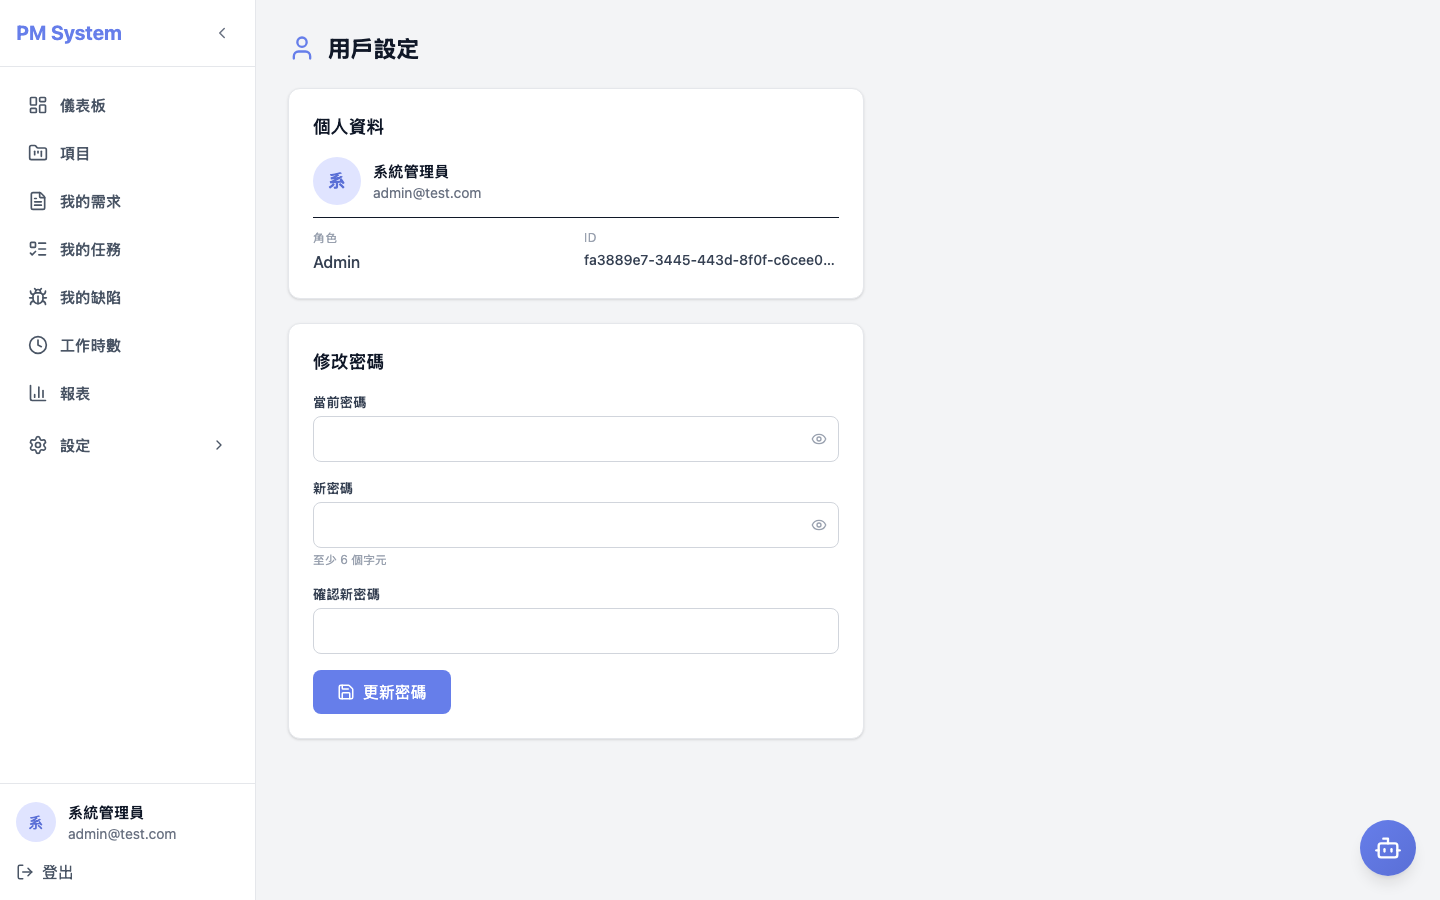 PM System
儀表板
項目
我的需求
我的任務
我的缺陷
工作時數
報表
設定
系
系統管理員
admin@test.com
登出
用戶設定
個人資料
系
系統管理員
admin@test.com
角色
Admin
ID
fa3889e7-3445-443d-8f0f-c6cee0...
修改密碼
當前密碼
新密碼
至少 6 個字元
確認新密碼
更新密碼